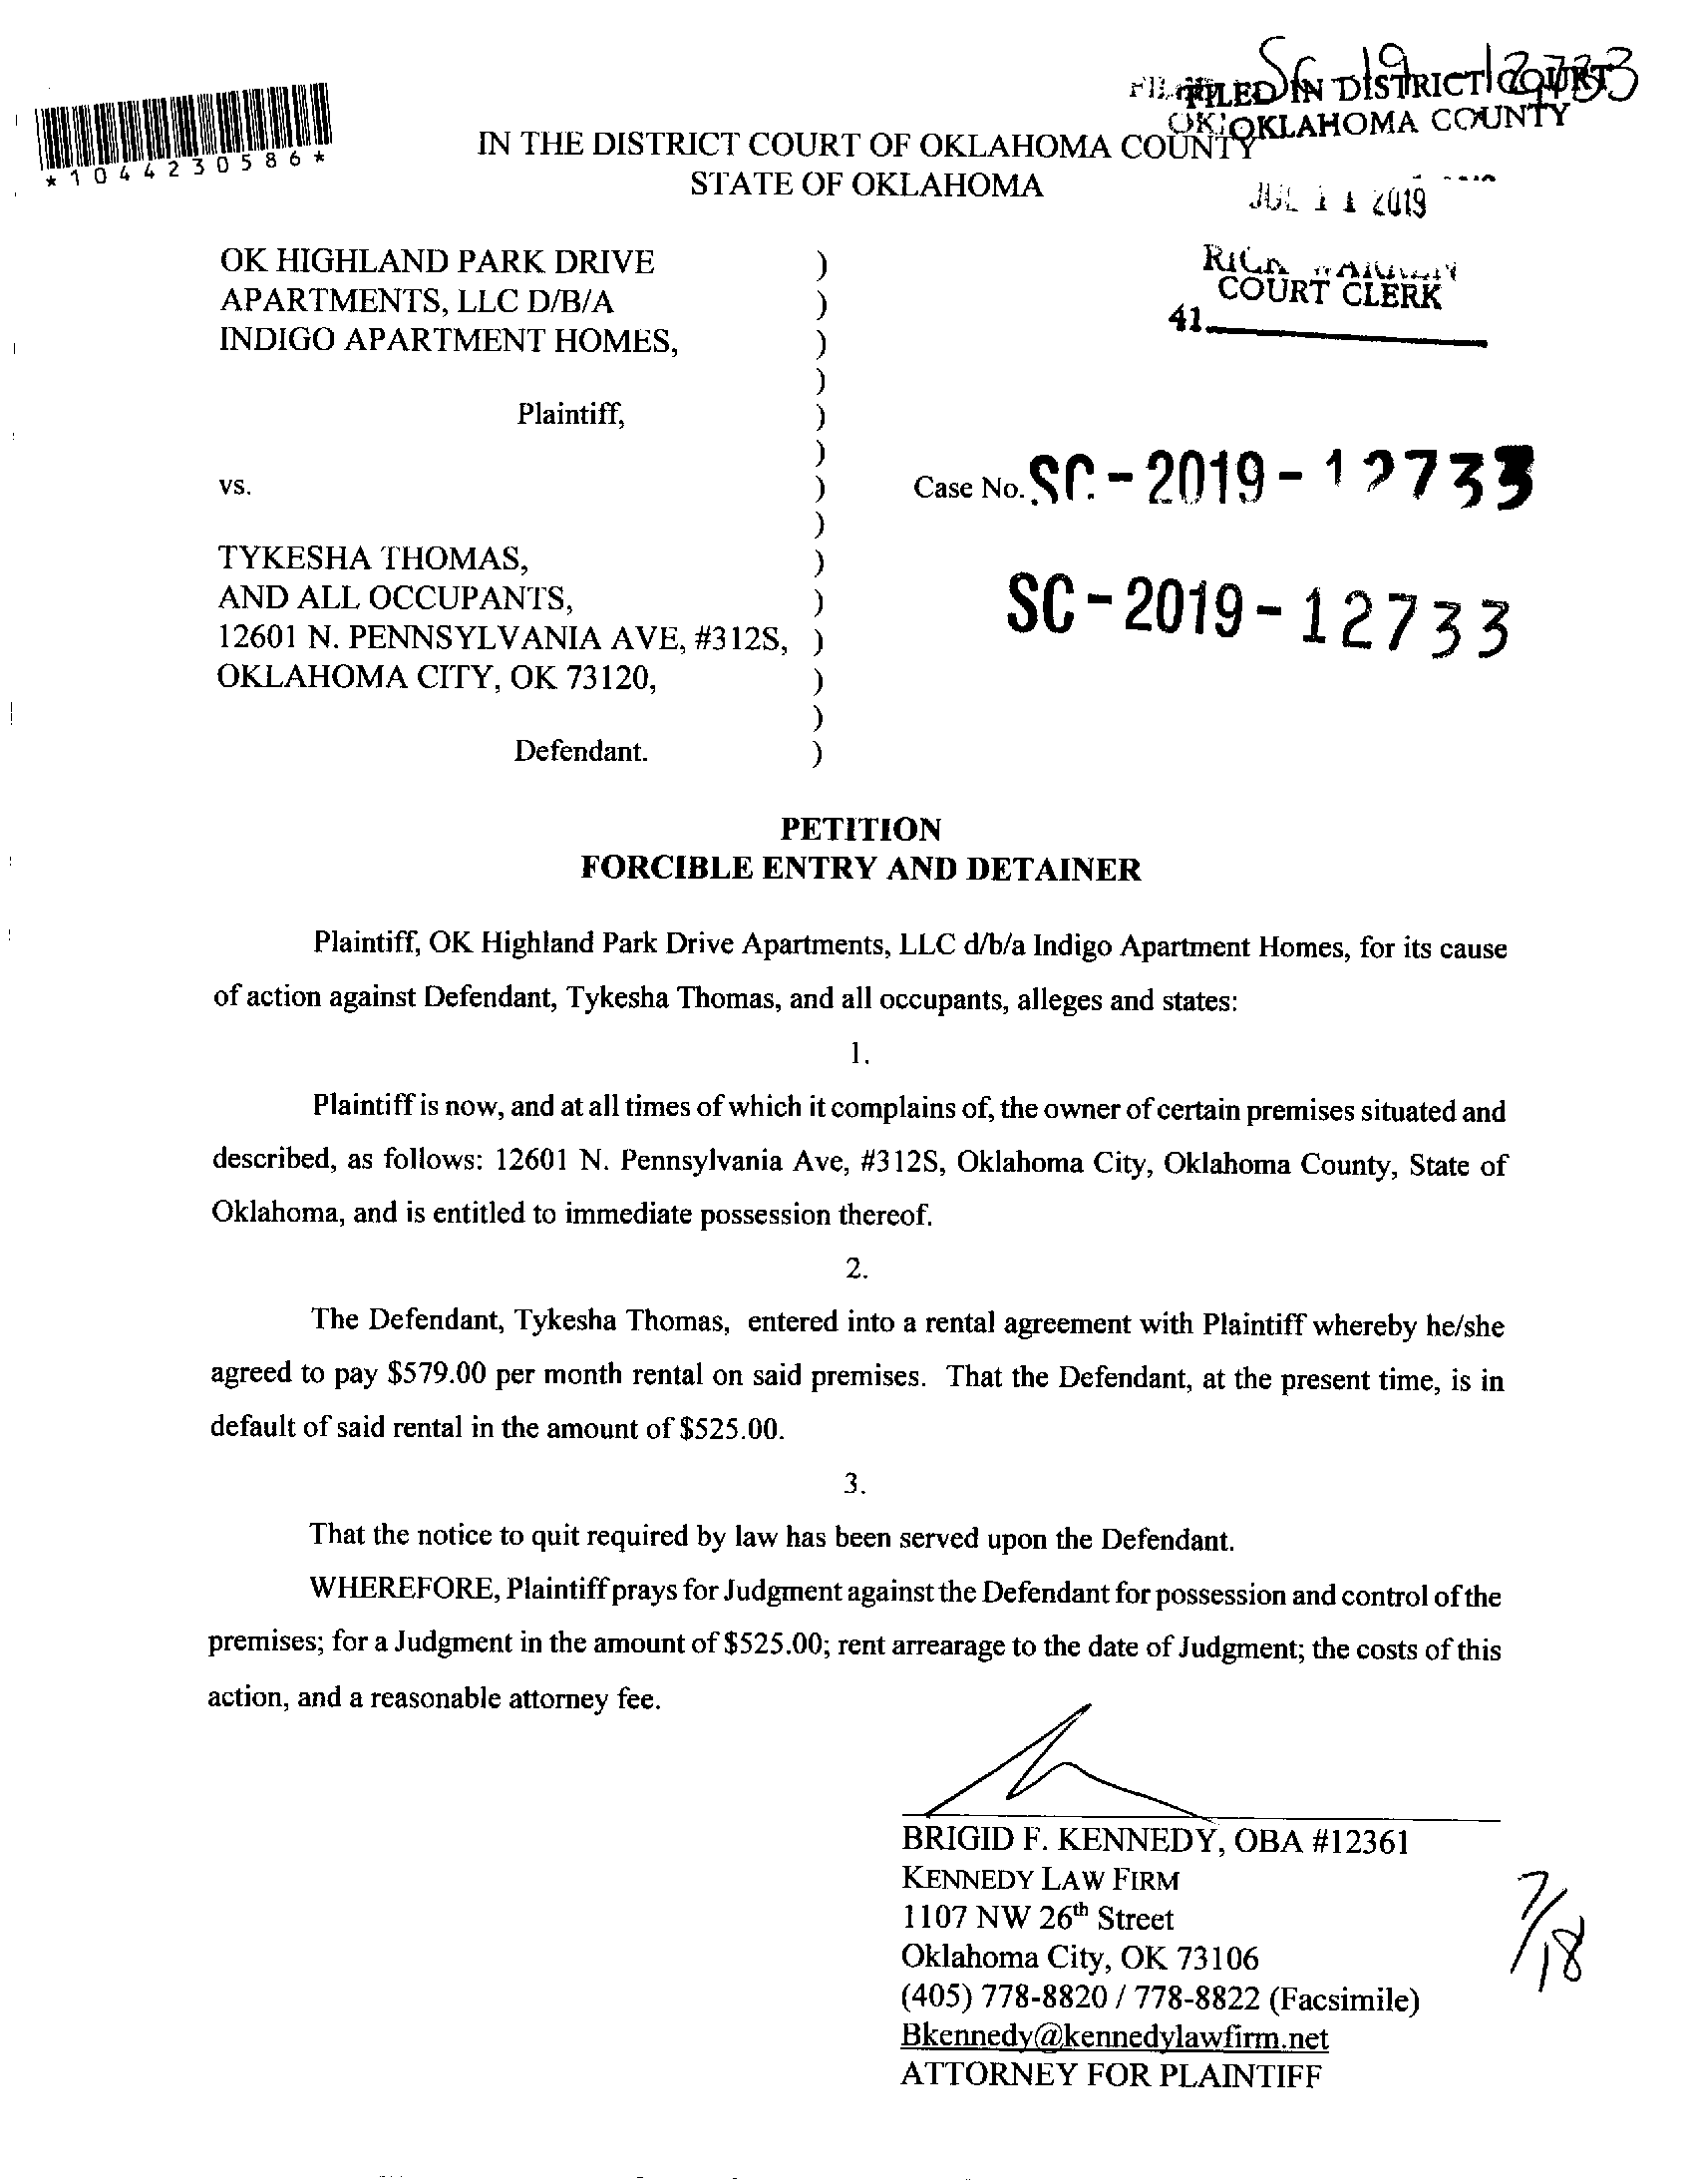 SC 19 - 12733
FILED IN DISTRICT COURT
OKLAHOMA COUNTY
*1044230586*
IN THE DISTRICT COURT OF OKLAHOMA COUNTY
STATE OF OKLAHOMA
JUL 11 2019
OK HIGHLAND PARK DRIVE )
APARTMENTS, LLC D/B/A )
INDIGO APARTMENT HOMES, )
COURT CLERK
41
)
Plaintiff, )
)
vs. ) Case No. SC-2019-12733
)
TYKESHA THOMAS, )
AND ALL OCCUPANTS, ) SC-2019-12733
12601 N. PENNSYLVANIA AVE, #312S, )
OKLAHOMA CITY, OK 73120, )
)
Defendant. )
PETITION
FORCIBLE ENTRY AND DETAINER
Plaintiff, OK Highland Park Drive Apartments, LLC d/b/a Indigo Apartment Homes, for its cause
of action against Defendant, Tykesha Thomas, and all occupants, alleges and states:
1.
Plaintiff is now, and at all times of which it complains of, the owner of certain premises situated and
described, as follows: 12601 N. Pennsylvania Ave, #312S, Oklahoma City, Oklahoma County, State of
Oklahoma, and is entitled to immediate possession thereof.
2.
The Defendant, Tykesha Thomas, entered into a rental agreement with Plaintiff whereby he/she
agreed to pay $579.00 per month rental on said premises. That the Defendant, at the present time, is in
default of said rental in the amount of $525.00.
3.
That the notice to quit required by law has been served upon the Defendant.
WHEREFORE, Plaintiff prays for Judgment against the Defendant for possession and control of the
premises; for a Judgment in the amount of $525.00; rent arrearage to the date of Judgment; the costs of this
action, and a reasonable attorney fee.
BRIGID F. KENNEDY, OBA #12361
KENNEDY LAW FIRM
1107 NW 26th Street
Oklahoma City, OK 73106
(405) 778-8820 / 778-8822 (Facsimile)
Bkennedy@kennedylawfirm.net
ATTORNEY FOR PLAINTIFF
7/18